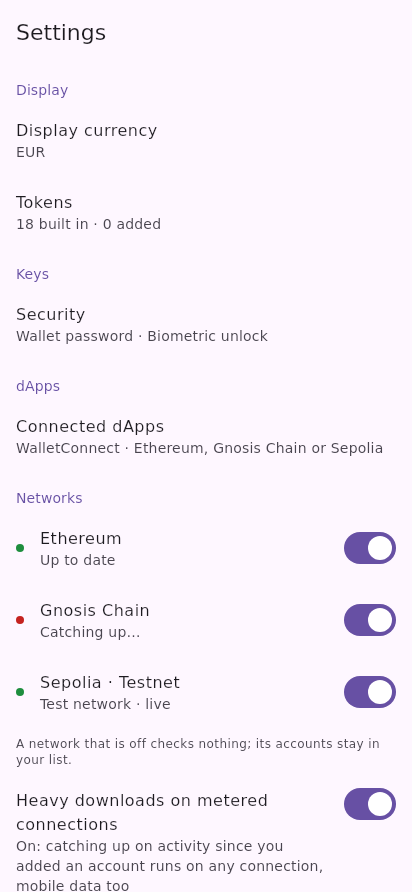 Settings
Display
Display currency
EUR
Tokens
18 built in · 0 added
Keys
Security
Wallet password · Biometric unlock
dApps
Connected dApps
WalletConnect · Ethereum, Gnosis Chain or Sepolia
Networks
Ethereum
Up to date
Gnosis Chain
Catching up…
Sepolia · Testnet
Test network · live
A network that is off checks nothing; its accounts stay in
your list.
Heavy downloads on metered
connections
On: catching up on activity since you
added an account runs on any connection,
mobile data too